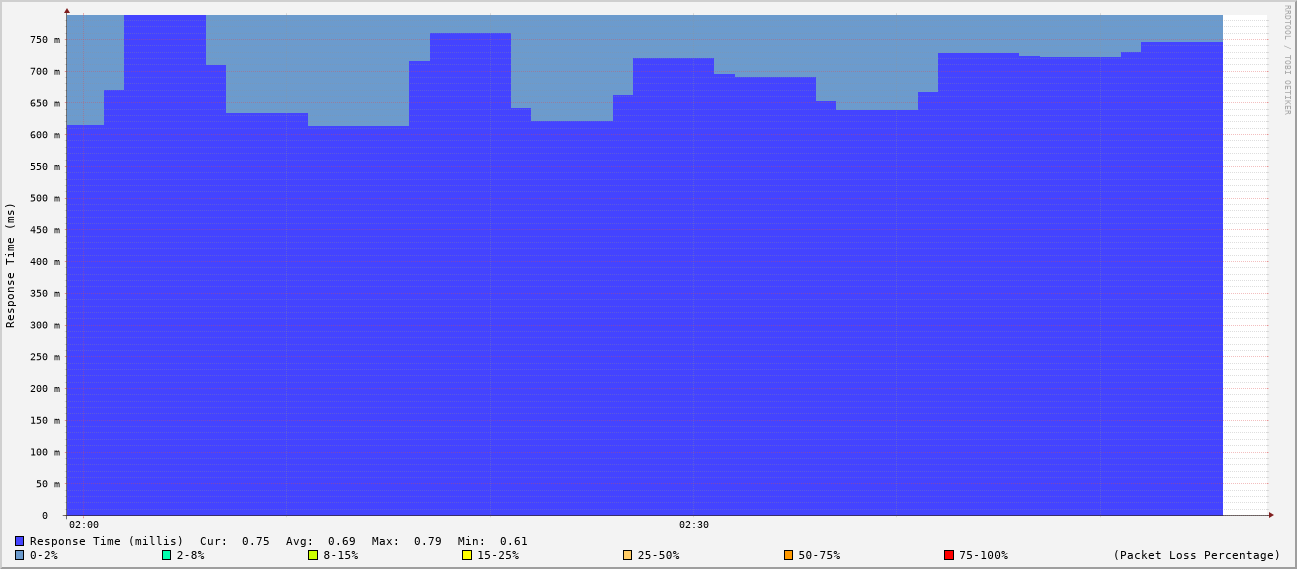 RRDTOOL / TOBI OETIKER
Response Time (ms)
750 m
700 m
650 m
600 m
550 m
500 m
450 m
400 m
350 m
300 m
250 m
200 m
150 m
100 m
50 m
0
02:00 02:30
Response Time (millis) Cur: 0.75 Avg: 0.69 Max: 0.79 Min: 0.61
0-2% 2-8% 8-15% 15-25% 25-50% 50-75% 75-100% (Packet Loss Percentage)